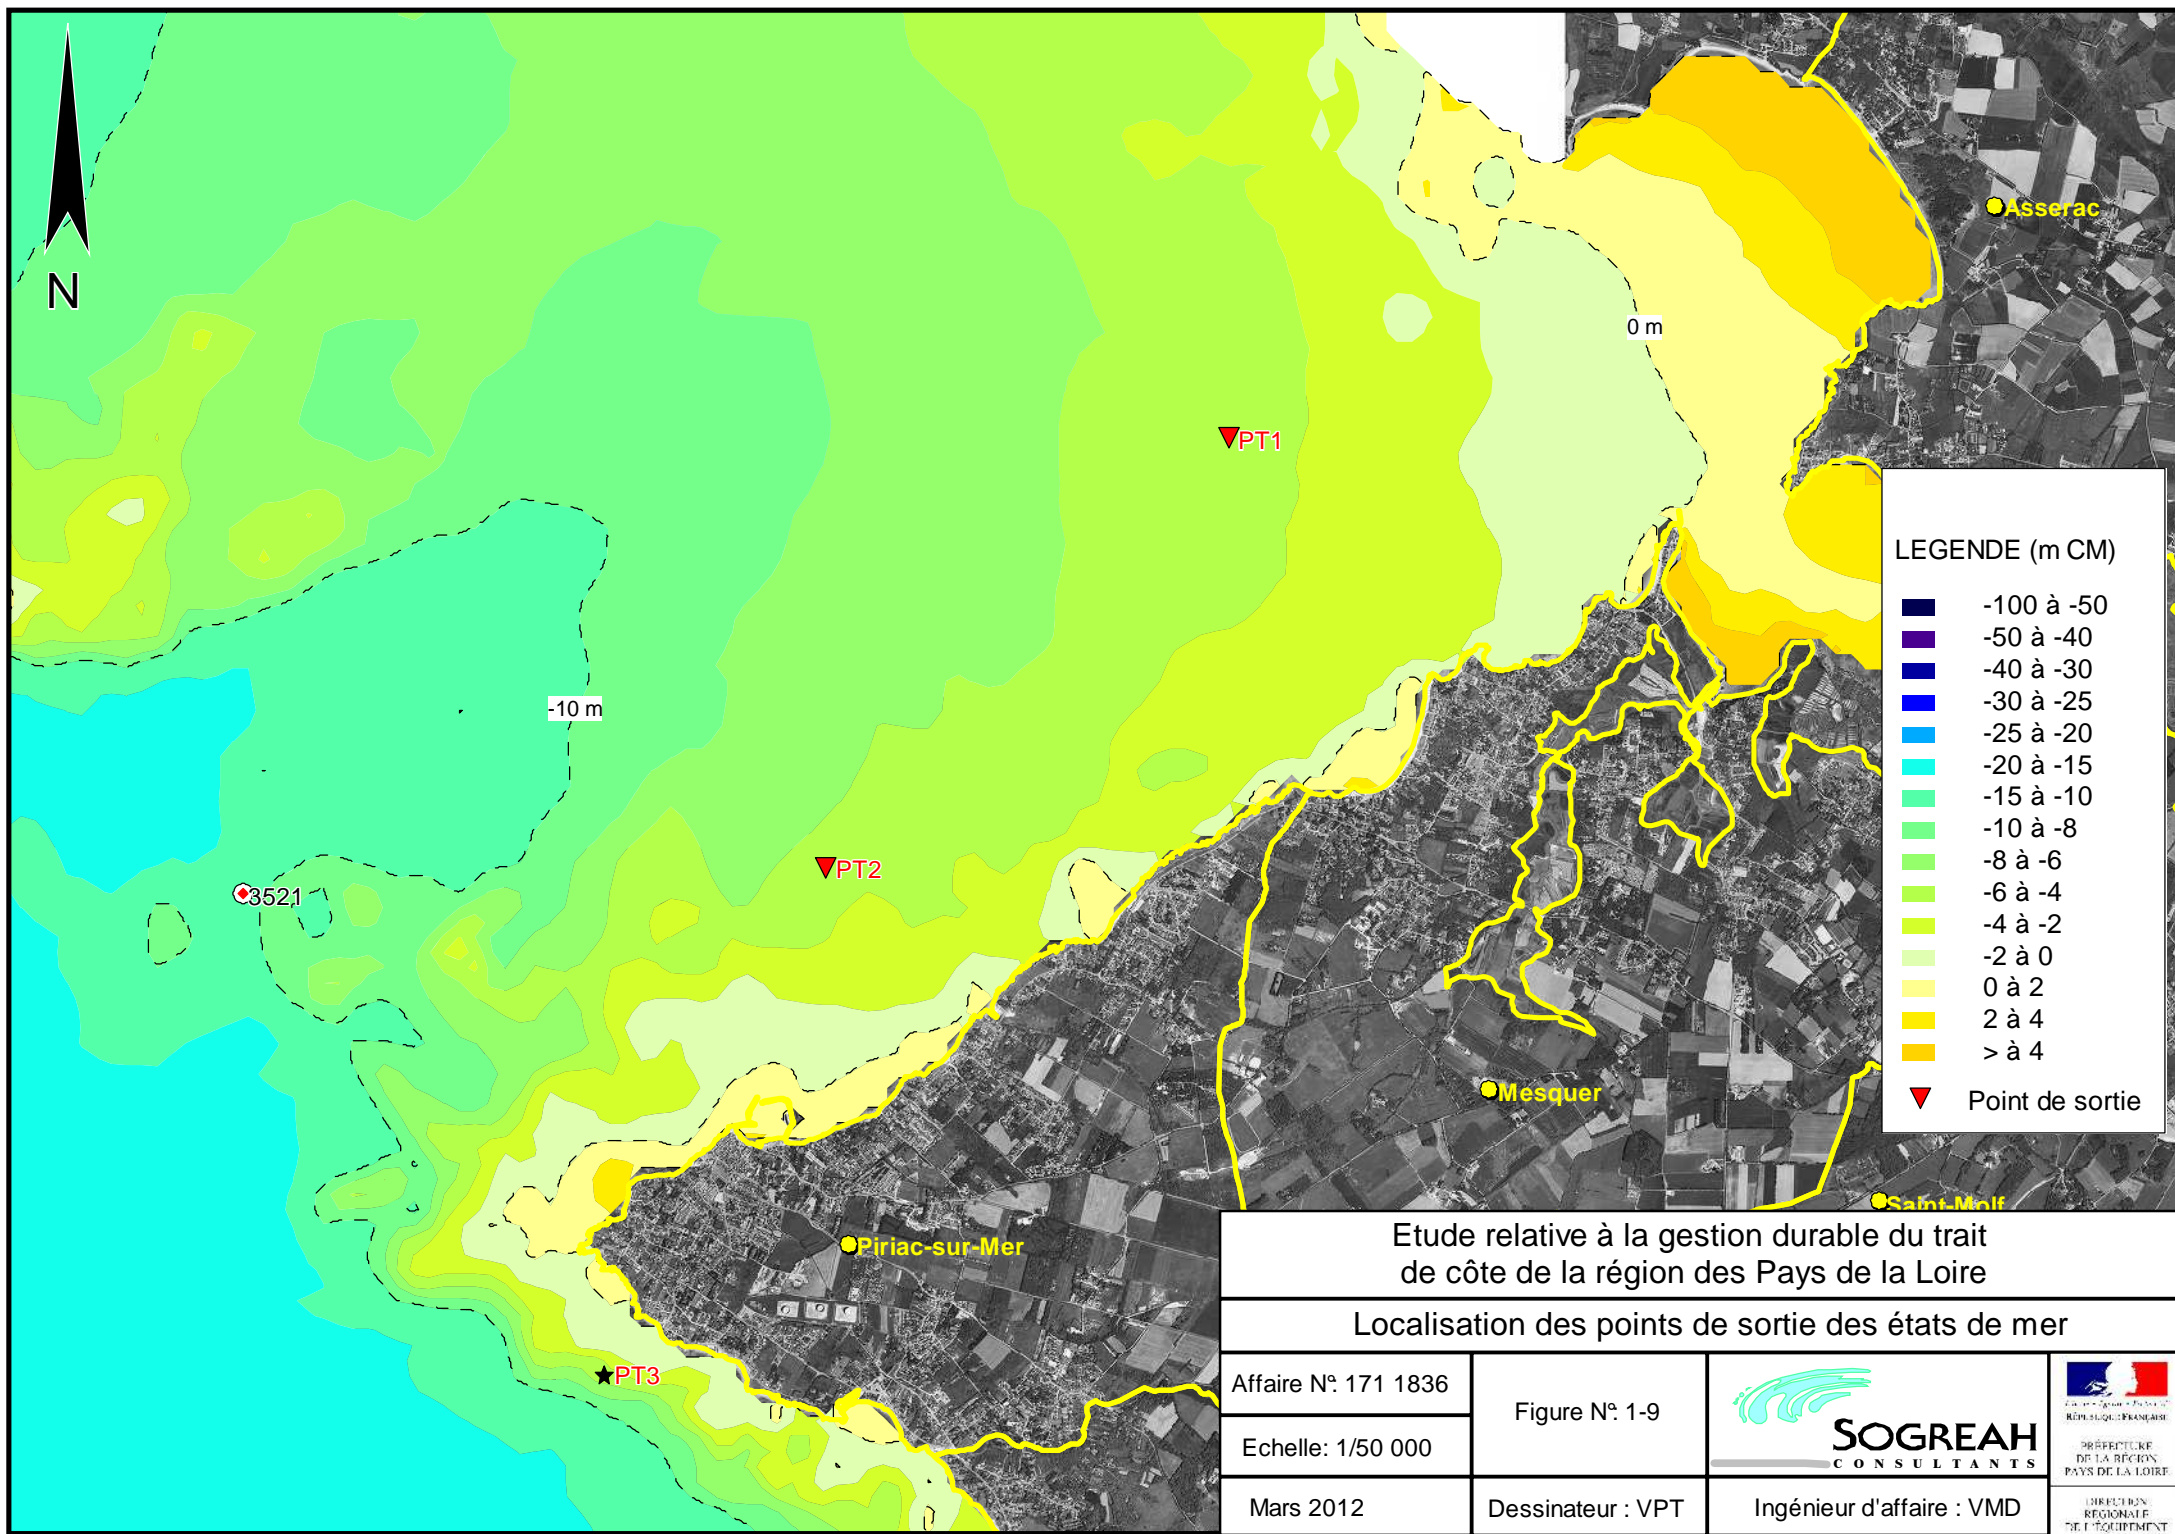 N
Asserac
0 m
PT1
LEGENDE (m CM)
-100 à -50
-50 à -40
-40 à -30
-30 à -25
-25 à -20
-20 à -15
-15 à -10
-10 à -8
-8 à -6
-6 à -4
-4 à -2
-2 à 0
0 à 2
2 à 4
> à 4
Point de sortie
-10 m
PT2
3521
Mesquer
Saint-Molf
Piriac-sur-Mer
PT3
Etude relative à la gestion durable du trait
de côte de la région des Pays de la Loire
Localisation des points de sortie des états de mer
Affaire N°: 171 1836
Figure N°: 1-9
Echelle: 1/50 000
Mars 2012
Dessinateur : VPT
SOGREAH
CONSULTANTS
Ingénieur d'affaire : VMD
RÉPUBLIQUE FRANÇAISE
PRÉFECTURE
DE LA RÉGION
PAYS DE LA LOIRE
DIRECTION
RÉGIONALE
DE L'ÉQUIPEMENT